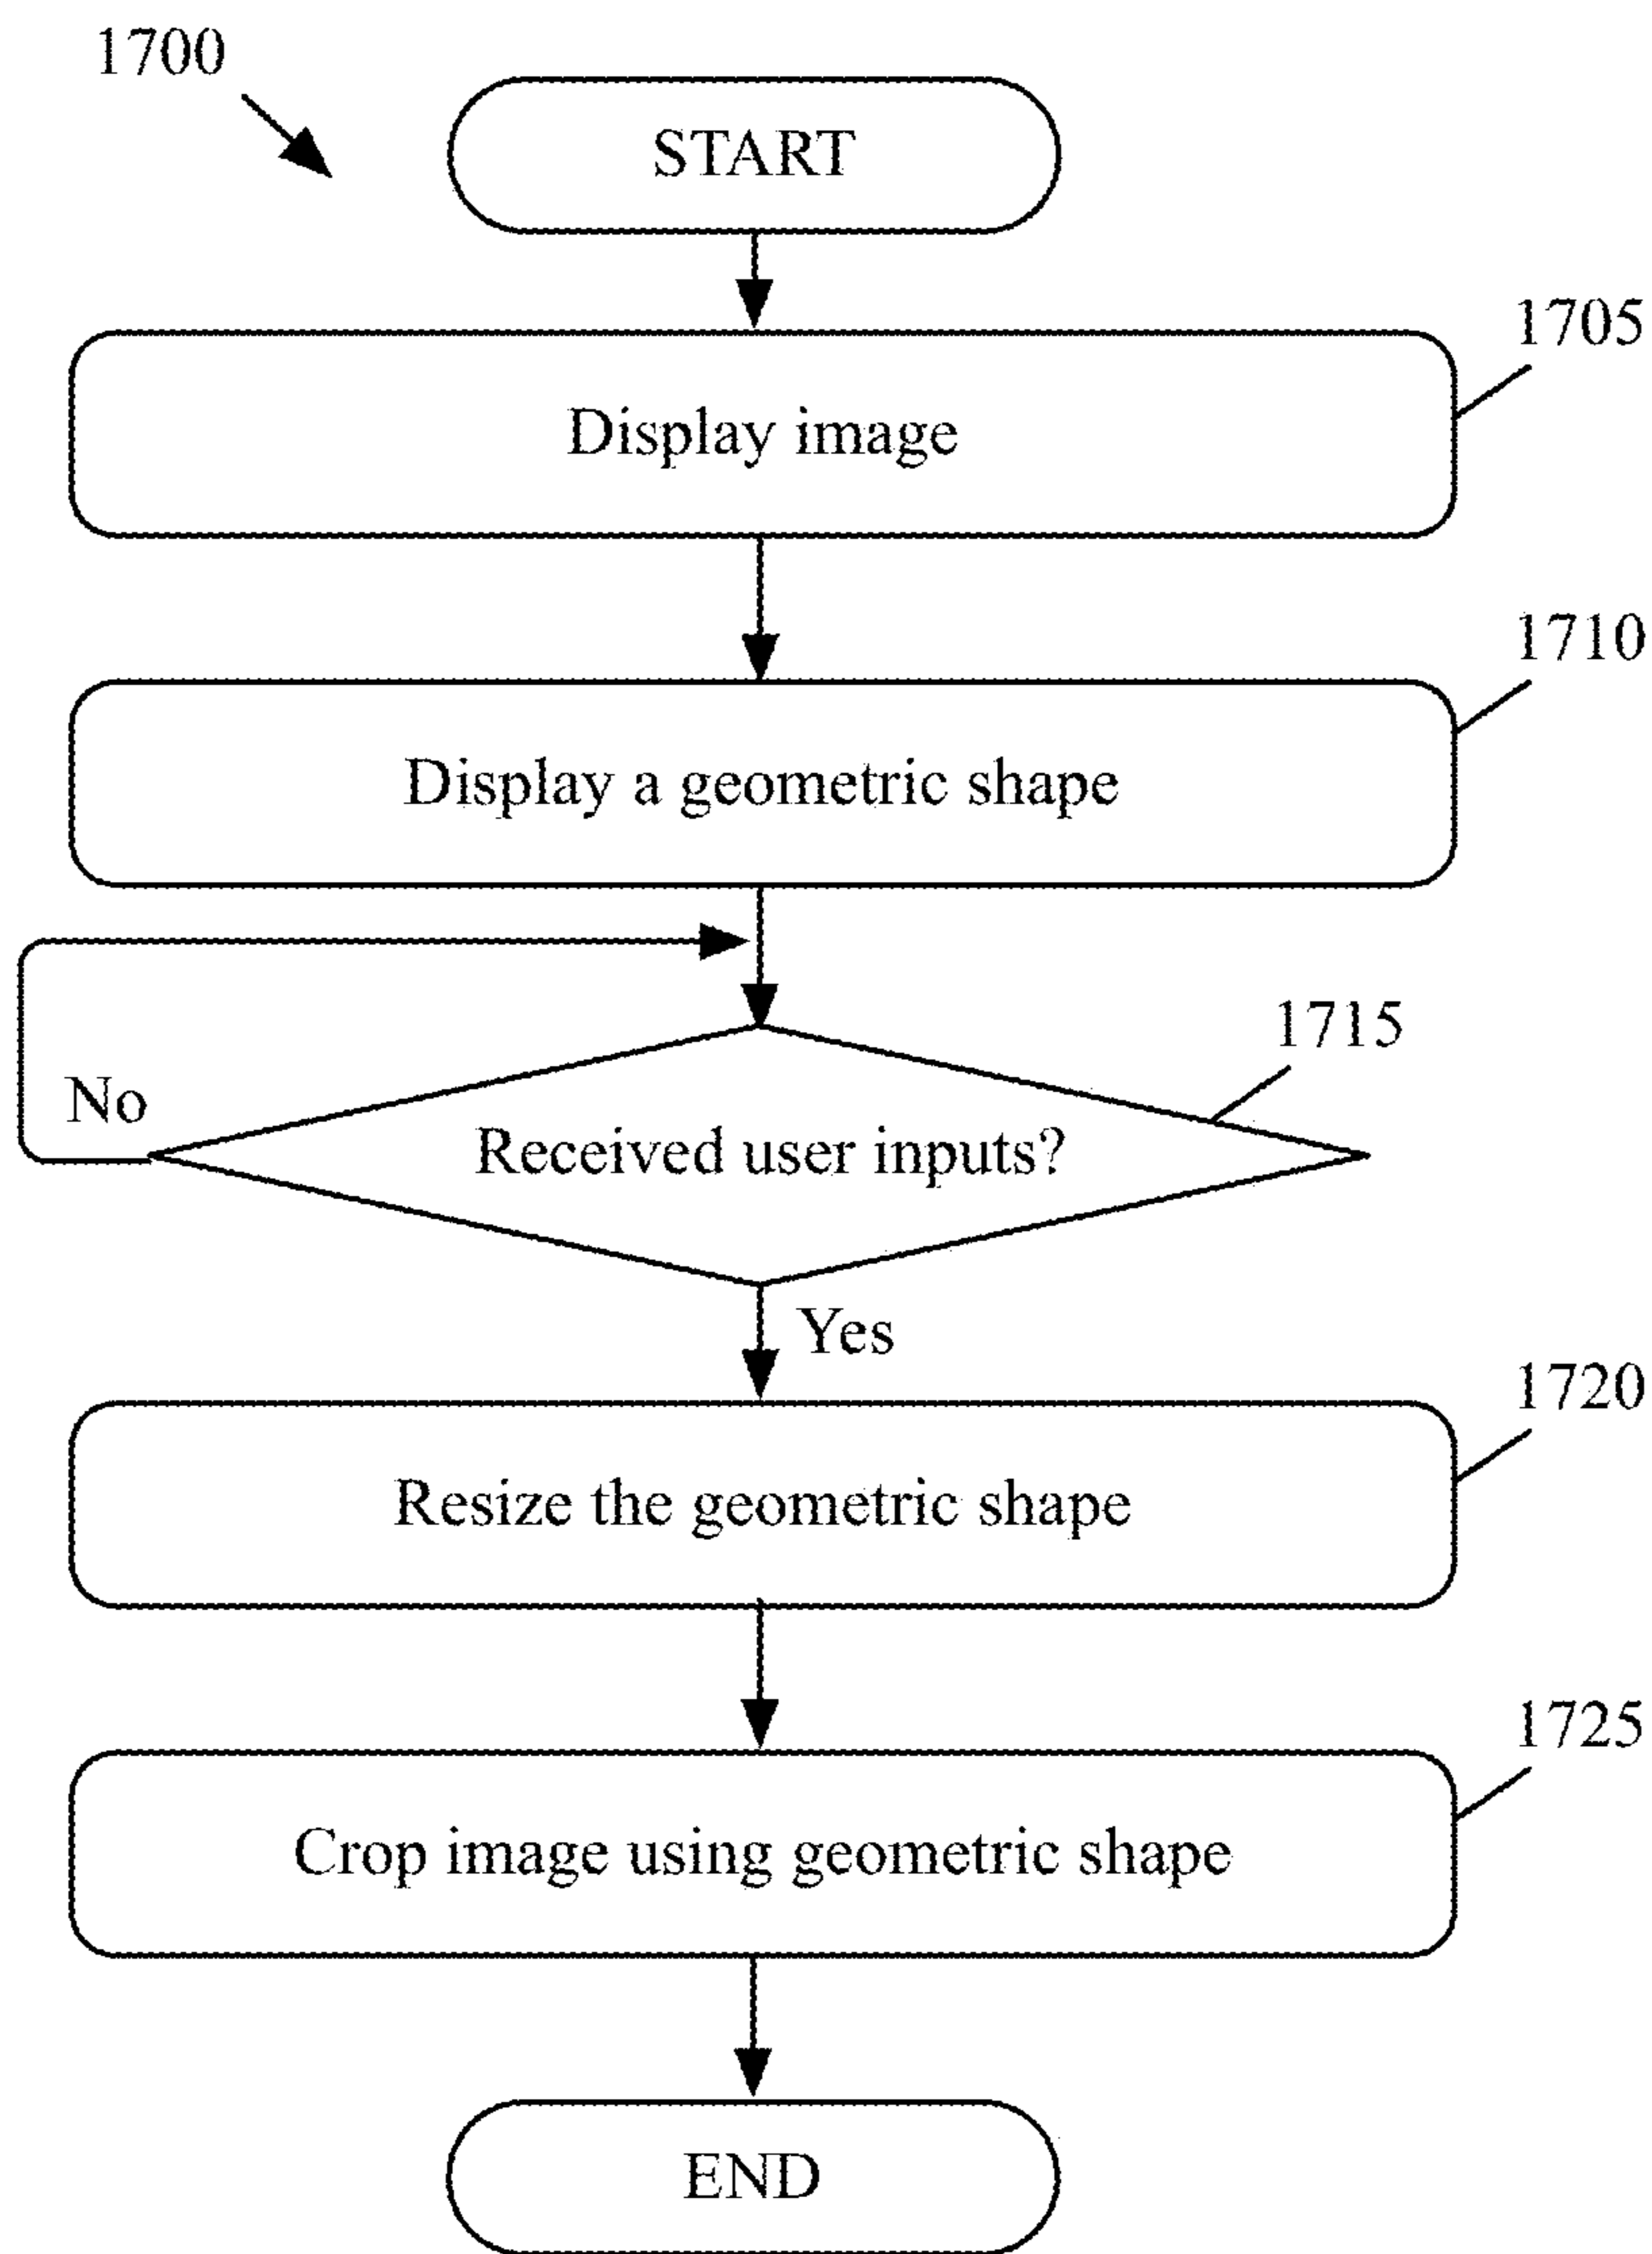 1700
START
1705
Display image
1710
Display a geometric shape
1715
No
Received user inputs?
Yes
1720
Resize the geometric shape
1725
Crop image using geometric shape
END